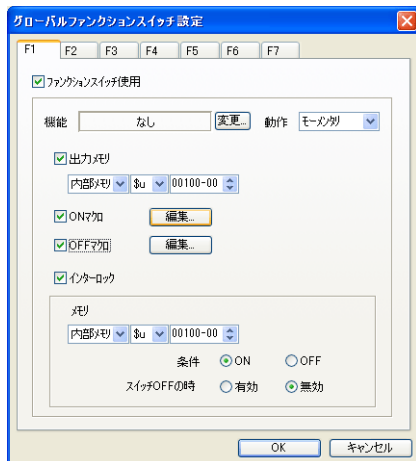 グローバルファンクションスイッチ設定
F1 F2 F3 F4 F5 F6 F7
ファンクションスイッチ使用
機能 なし 変更... 動作 モーメンタリ
出力メモリ
内部メモリ $u 00100-00
ONマクロ 編集...
OFFマクロ 編集...
インターロック
メモリ
内部メモリ $u 00100-00
条件 ON OFF
スイッチOFFの時 有効 無効
OK キャンセル